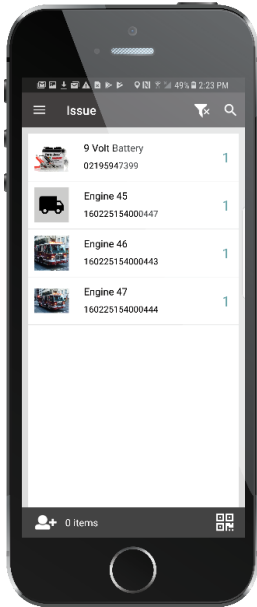 49% 2:23 PM
Issue
9 Volt Battery
02195947399
1
Engine 45
160225154000447
1
Engine 46
160225154000443
1
Engine 47
160225154000444
1
0 items